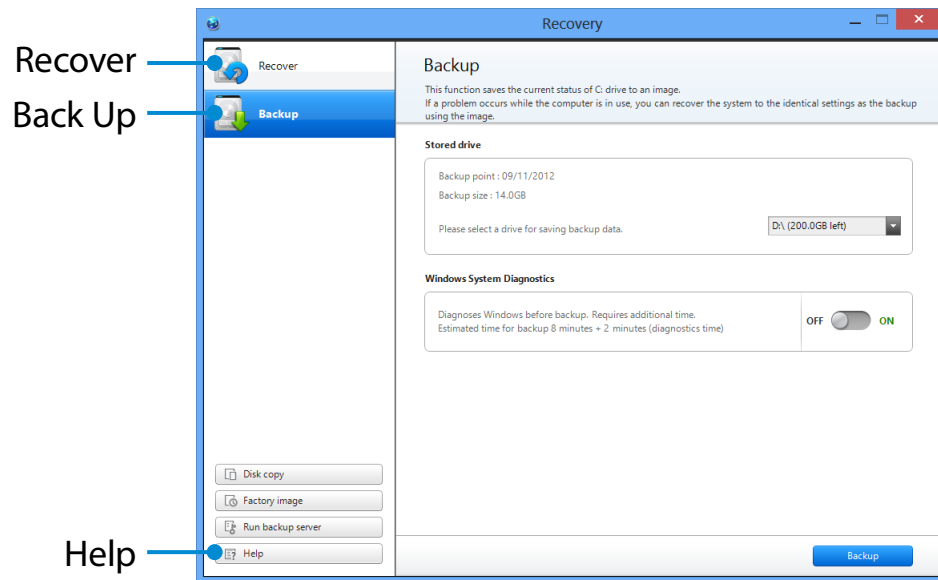 Recovery
Recover
Back Up
Help
Recover
Backup
Disk copy
Factory image
Run backup server
Help
Backup
This function saves the current status of C: drive to an image.
If a problem occurs while the computer is in use, you can recover the system to the identical settings as the backup
using the image.
Stored drive
Backup point : 09/11/2012
Backup size : 14.0GB
Please select a drive for saving backup data.
D:\ (200.0GB left)
Windows System Diagnostics
Diagnoses Windows before backup. Requires additional time.
Estimated time for backup 8 minutes + 2 minutes (diagnostics time)
OFF ON
Backup